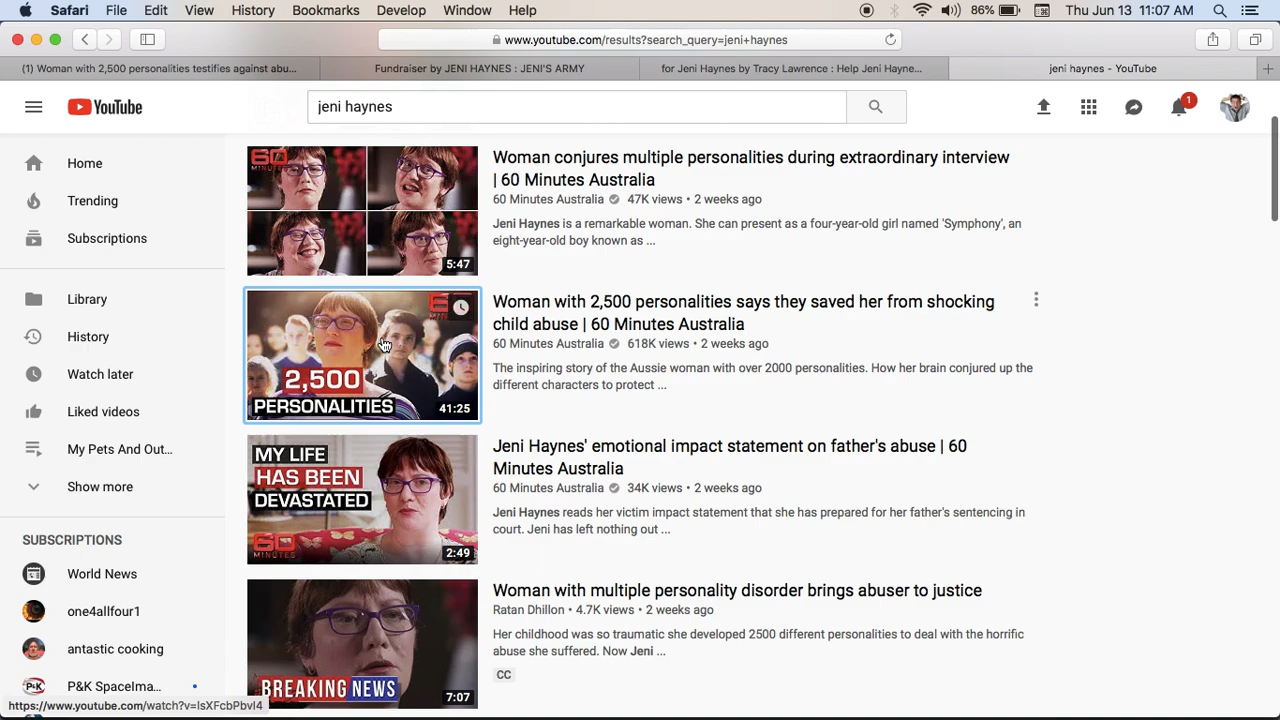 Safari File Edit View History Bookmarks Develop Window Help 86% Thu Jun 13 11:07 AM
www.youtube.com/results?search_query=jeni+haynes
(1) Woman with 2,500 personalities testifies against abu... Fundraiser by JENI HAYNES : JENI'S ARMY for Jeni Haynes by Tracy Lawrence : Help Jeni Hayne... jeni haynes - YouTube
YouTube jeni haynes 1
Home
Trending
Subscriptions
Library
History
Watch later
Liked videos
My Pets And Out...
Show more
SUBSCRIPTIONS
World News
one4allfour1
antastic cooking
P&K P&K SpaceIma...
https://www.youtube.com/watch?v=lsXFcbPbvI4
60
MINUTES
5:47
Woman conjures multiple personalities during extraordinary interview
| 60 Minutes Australia
60 Minutes Australia 47K views • 2 weeks ago
Jeni Haynes is a remarkable woman. She can present as a four-year-old girl named 'Symphony', an
eight-year-old boy known as ...
2,500
PERSONALITIES
41:25
Woman with 2,500 personalities says they saved her from shocking
child abuse | 60 Minutes Australia
60 Minutes Australia 618K views • 2 weeks ago
The inspiring story of the Aussie woman with over 2000 personalities. How her brain conjured up the
different characters to protect ...
MY LIFE
HAS BEEN
DEVASTATED
60
MINUTES
2:49
Jeni Haynes' emotional impact statement on father's abuse | 60
Minutes Australia
60 Minutes Australia 34K views • 2 weeks ago
Jeni Haynes reads her victim impact statement that she has prepared for her father's sentencing in
court. Jeni has left nothing out ...
BREAKING NEWS
7:07
Woman with multiple personality disorder brings abuser to justice
Ratan Dhillon • 4.7K views • 2 weeks ago
Her childhood was so traumatic she developed 2500 different personalities to deal with the horrific
abuse she suffered. Now Jeni ...
CC